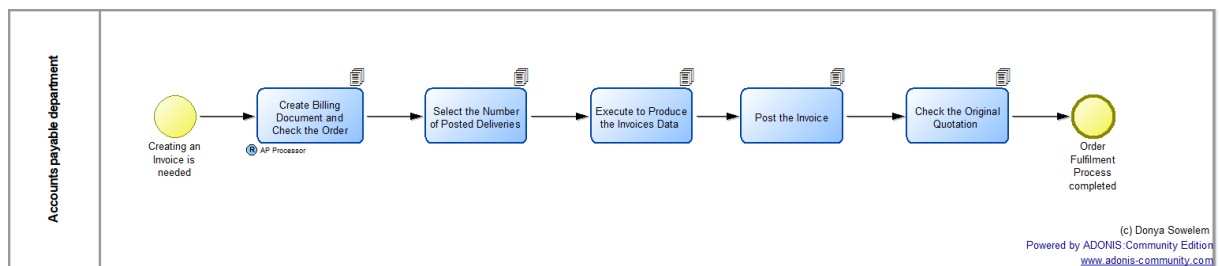 Accounts payable department
Creating an
Invoice is
needed
Create Billing
Document and
Check the Order
R AP Processor
Select the Number
of Posted Deliveries
Execute to Produce
the Invoices Data
Post the Invoice
Check the Original
Quotation
Order
Fulfilment
Process
completed
(c) Donya Sowelem
Powered by ADONIS:Community Edition
www.adonis-community.com